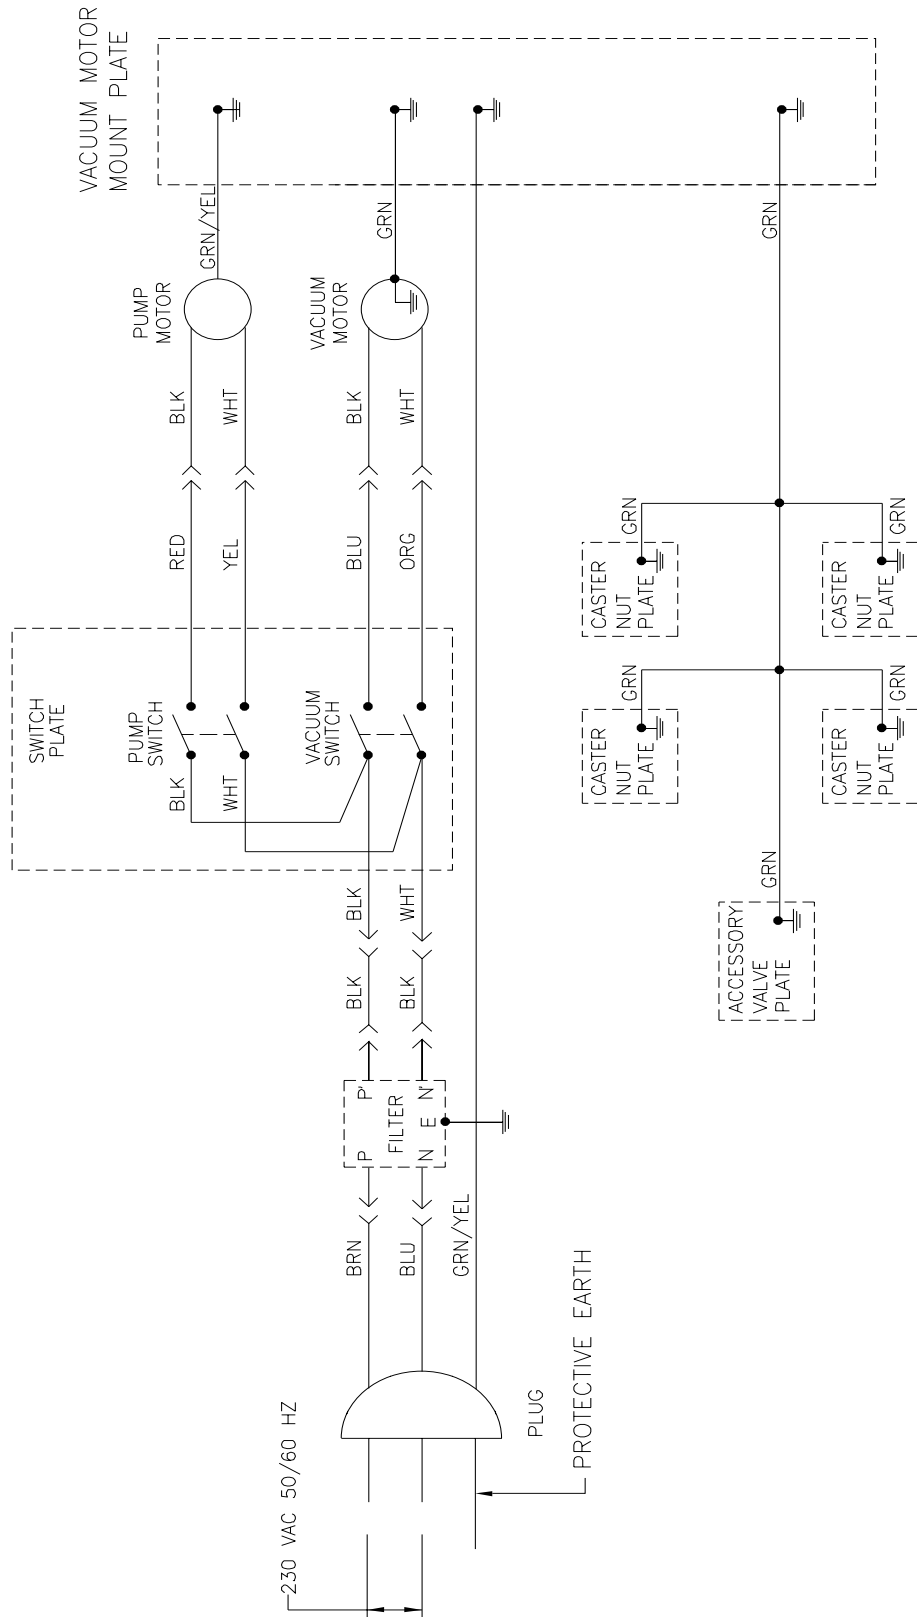 VACUUM MOTOR
MOUNT PLATE
GRN/YEL
GRN
GRN
PUMP
MOTOR
VACUUM
MOTOR
BLK
WHT
BLK
WHT
RED
YEL
BLU
ORG
SWITCH
PLATE
PUMP
SWITCH
VACUUM
SWITCH
BLK
WHT
BLK
WHT
BLK
BLK
P'
N'
FILTER
E
P
N
BRN
BLU
GRN/YEL
PLUG
PROTECTIVE EARTH
230 VAC 50/60 HZ
GRN
CASTER
NUT
PLATE
GRN
CASTER
NUT
PLATE
GRN
CASTER
NUT
PLATE
GRN
CASTER
NUT
PLATE
GRN
ACCESSORY
VALVE
PLATE